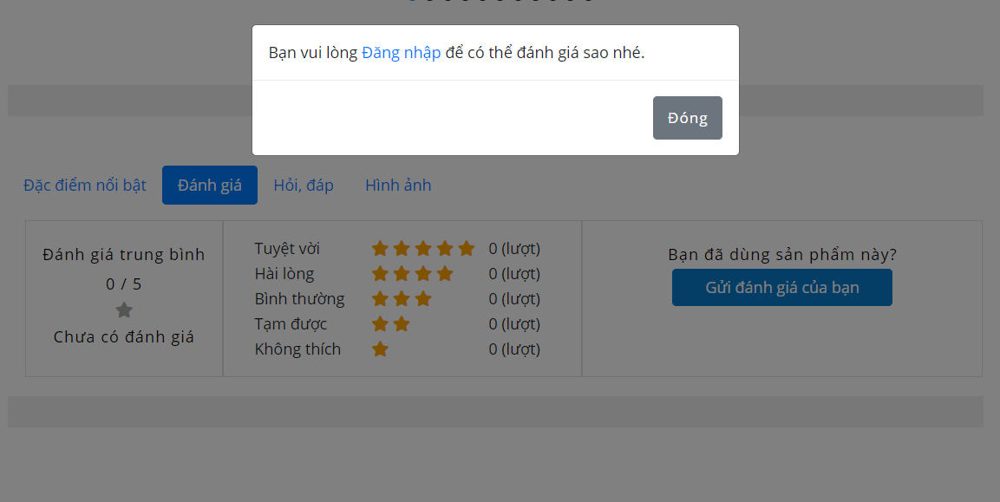 Bạn vui lòng Đăng nhập để có thể đánh giá sao nhé.
Đóng
Đặc điểm nổi bật Đánh giá Hỏi, đáp Hình ảnh
Đánh giá trung bình
0 / 5
Chưa có đánh giá
Tuyệt vời 0 (lượt)
Hài lòng 0 (lượt)
Bình thường 0 (lượt)
Tạm được 0 (lượt)
Không thích 0 (lượt)
Bạn đã dùng sản phẩm này?
Gửi đánh giá của bạn